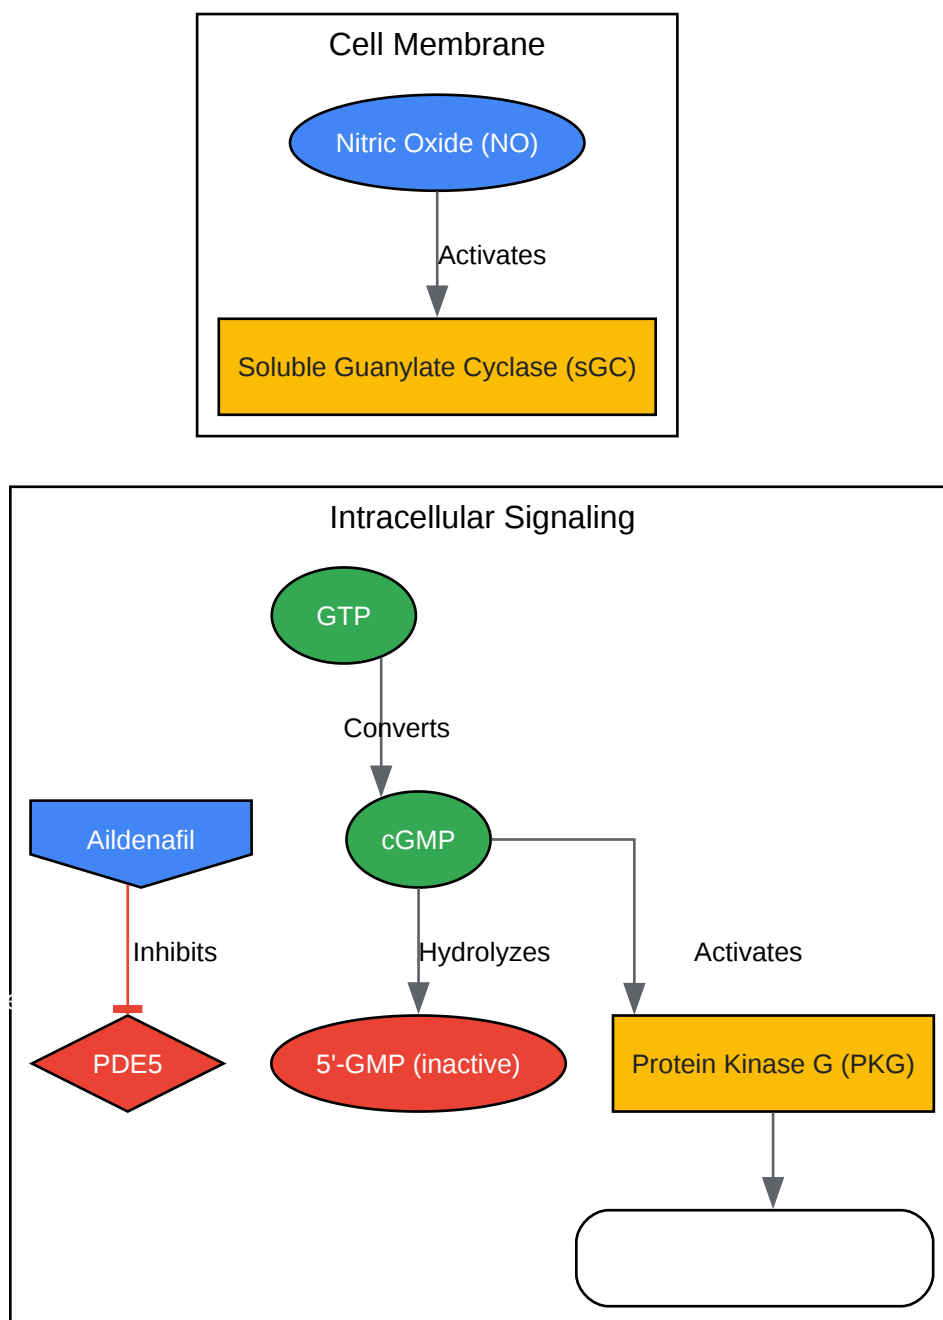 Cell Membrane
Nitric Oxide (NO)
Activates
Soluble Guanylate Cyclase (sGC)
Intracellular Signaling
GTP
Converts
Aildenafil
cGMP
Inhibits
Hydrolyzes
Activates
PDE5
5'-GMP (inactive)
Protein Kinase G (PKG)